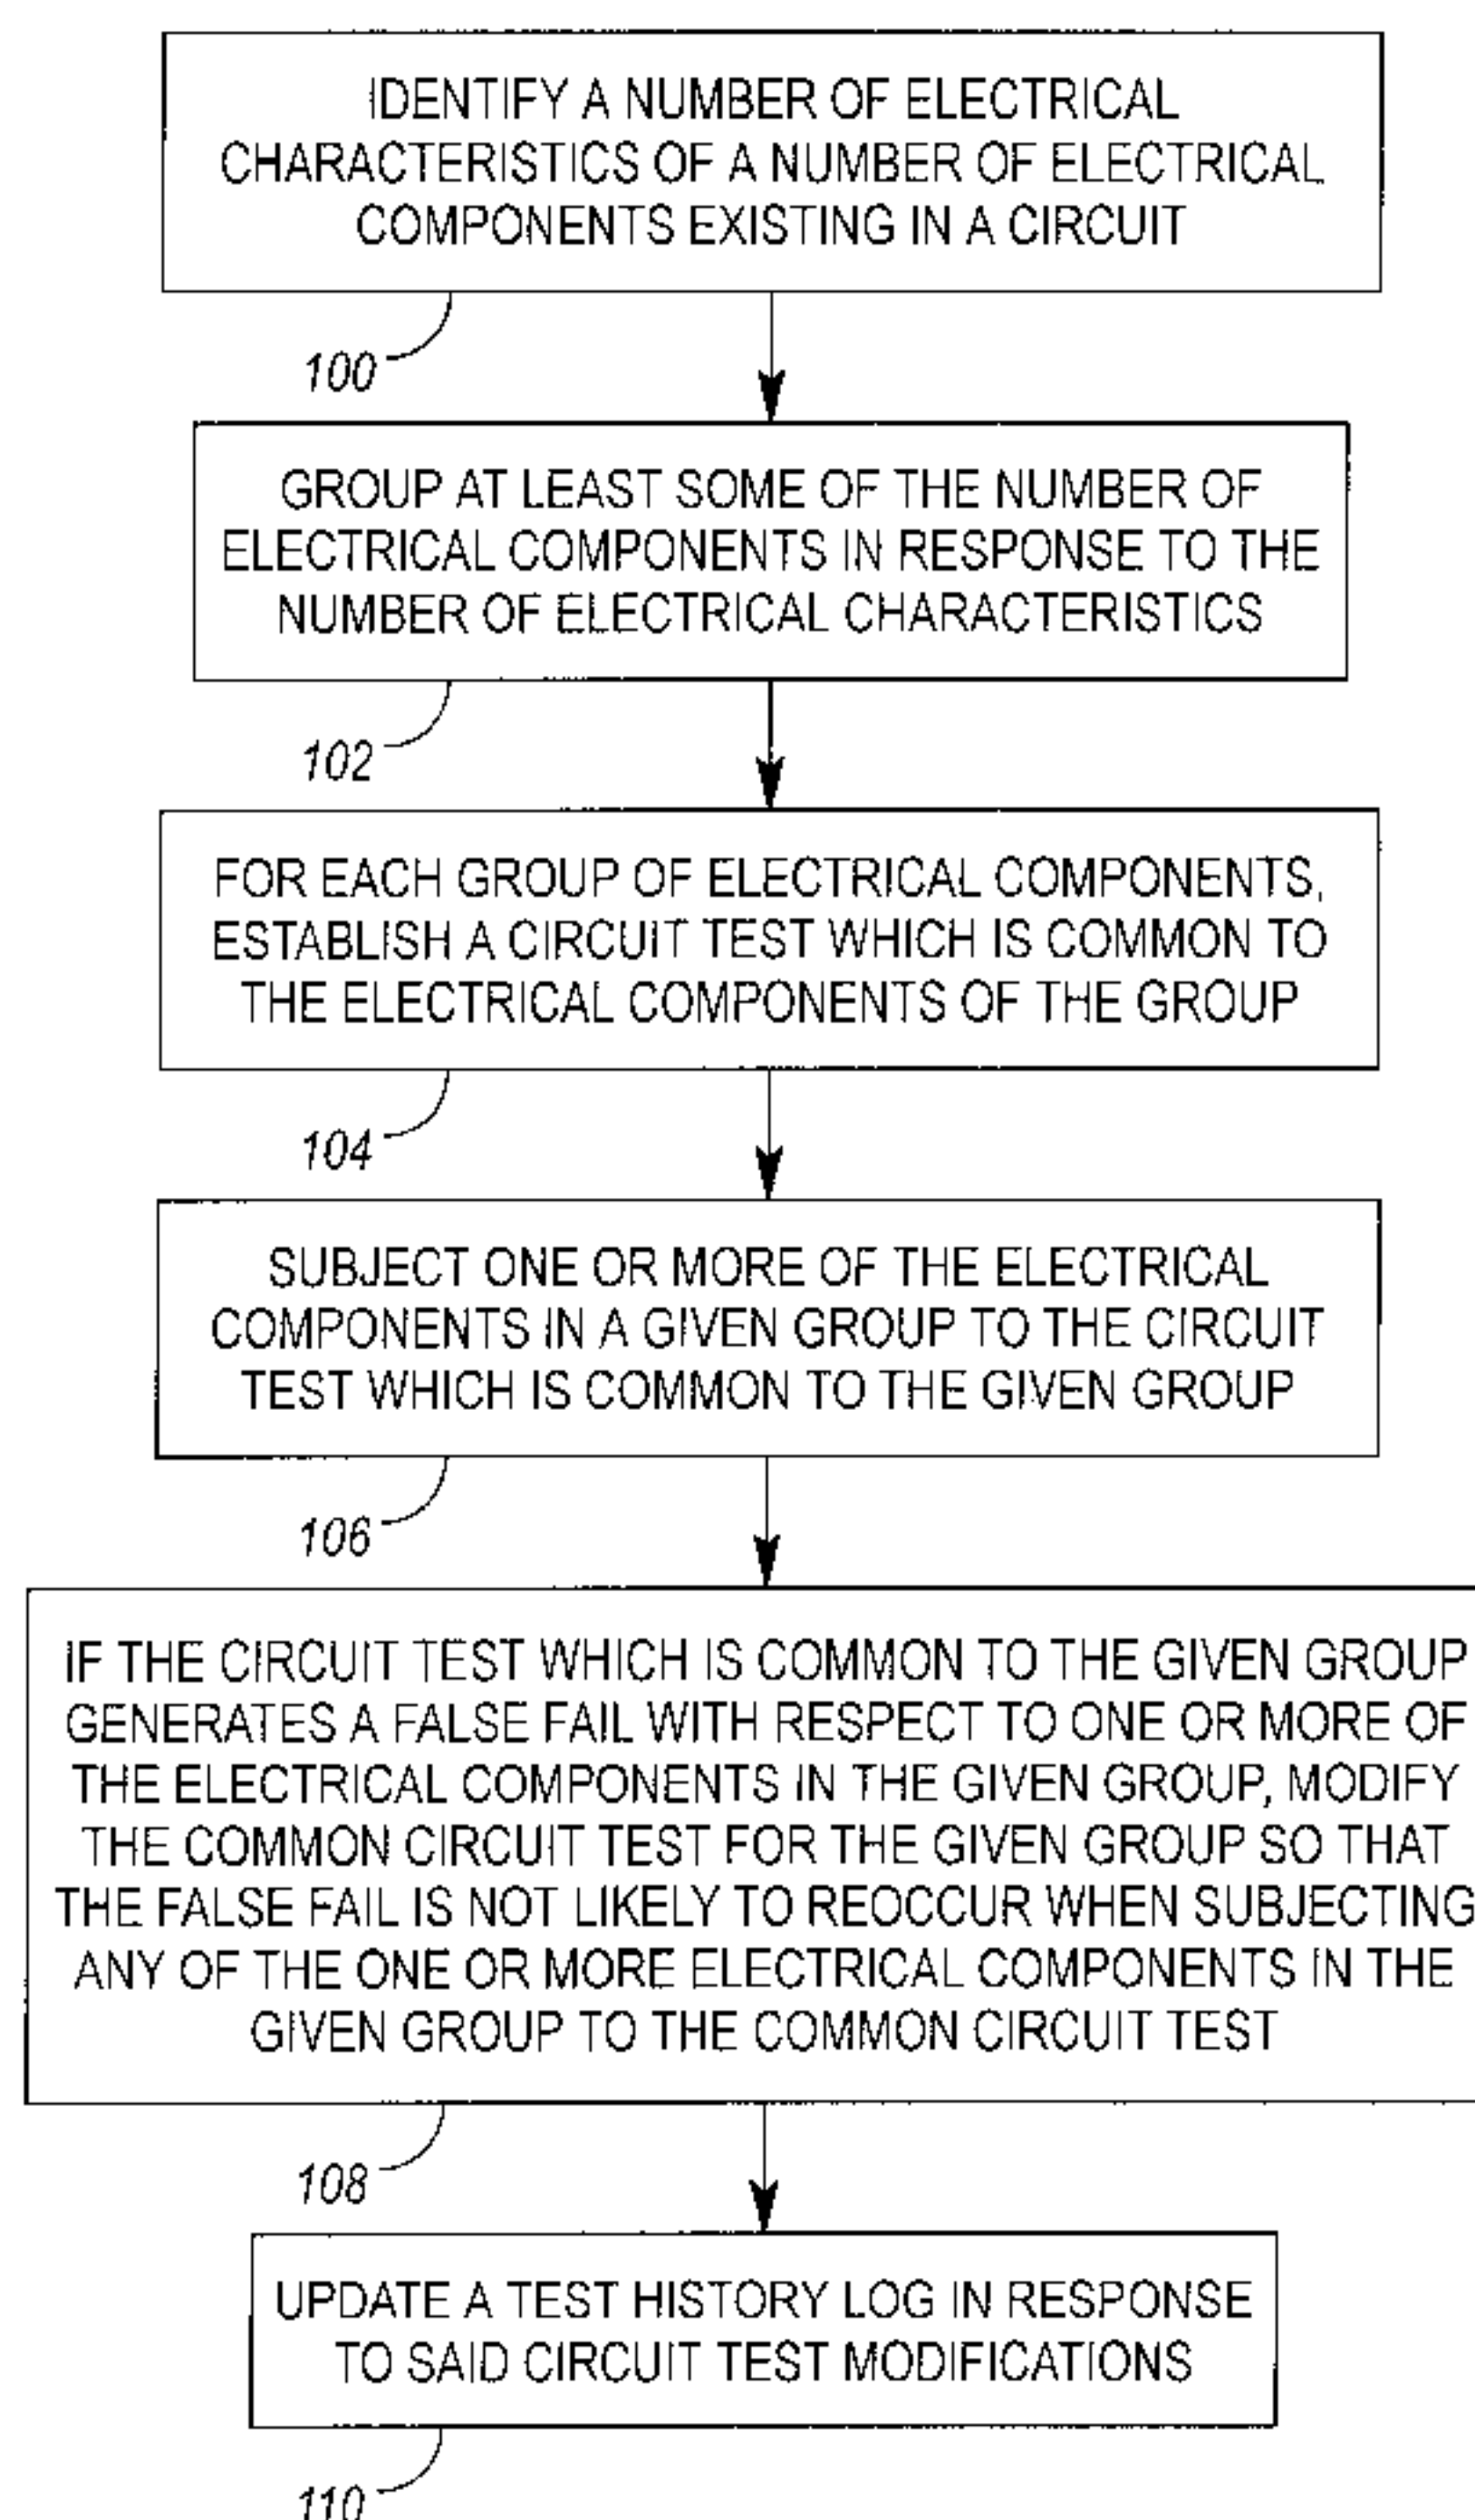 IDENTIFY A NUMBER OF ELECTRICAL
CHARACTERISTICS OF A NUMBER OF ELECTRICAL
COMPONENTS EXISTING IN A CIRCUIT
100
GROUP AT LEAST SOME OF THE NUMBER OF
ELECTRICAL COMPONENTS IN RESPONSE TO THE
NUMBER OF ELECTRICAL CHARACTERISTICS
102
FOR EACH GROUP OF ELECTRICAL COMPONENTS,
ESTABLISH A CIRCUIT TEST WHICH IS COMMON TO
THE ELECTRICAL COMPONENTS OF THE GROUP
104
SUBJECT ONE OR MORE OF THE ELECTRICAL
COMPONENTS IN A GIVEN GROUP TO THE CIRCUIT
TEST WHICH IS COMMON TO THE GIVEN GROUP
106
IF THE CIRCUIT TEST WHICH IS COMMON TO THE GIVEN GROUP
GENERATES A FALSE FAIL WITH RESPECT TO ONE OR MORE OF
THE ELECTRICAL COMPONENTS IN THE GIVEN GROUP, MODIFY
THE COMMON CIRCUIT TEST FOR THE GIVEN GROUP SO THAT
THE FALSE FAIL IS NOT LIKELY TO REOCCUR WHEN SUBJECTING
ANY OF THE ONE OR MORE ELECTRICAL COMPONENTS IN THE
GIVEN GROUP TO THE COMMON CIRCUIT TEST
108
UPDATE A TEST HISTORY LOG IN RESPONSE
TO SAID CIRCUIT TEST MODIFICATIONS
110